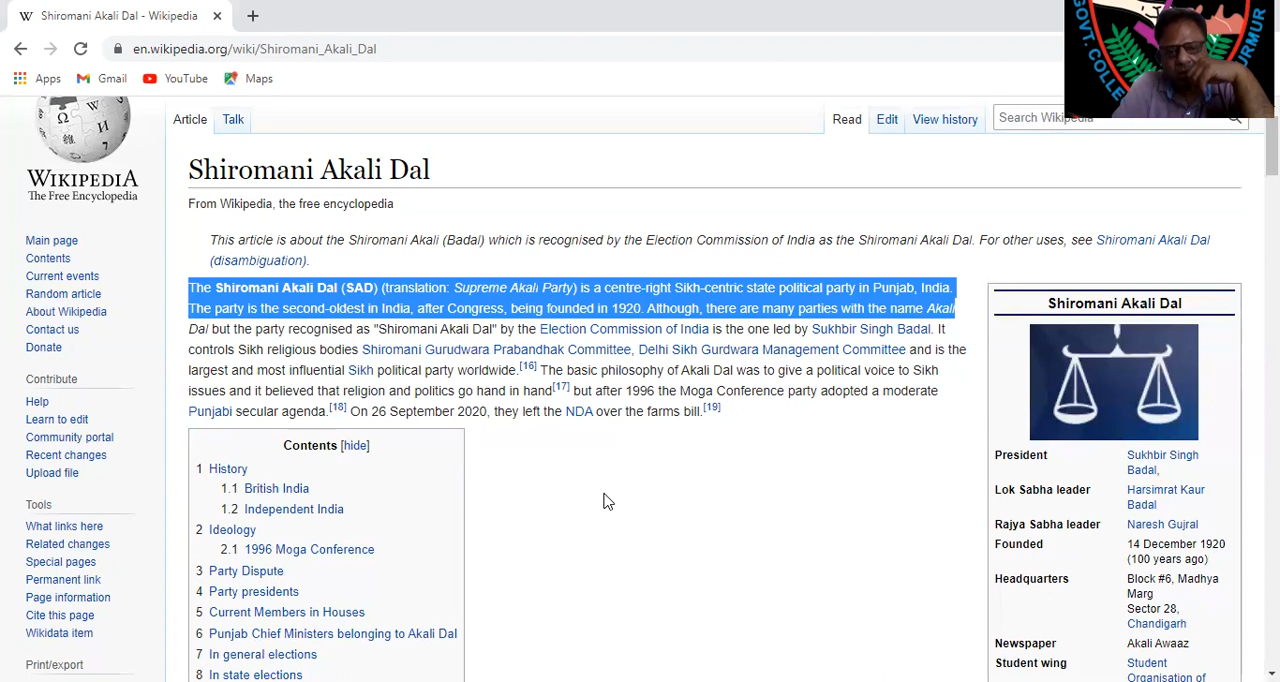 Shiromani Akali Dal - Wikipedia
en.wikipedia.org/wiki/Shiromani_Akali_Dal
Apps Gmail YouTube Maps
GOVT. COLLE
URMUR
WIKIPEDIA
The Free Encyclopedia
Main page
Contents
Current events
Random article
About Wikipedia
Contact us
Donate
Contribute
Help
Learn to edit
Community portal
Recent changes
Upload file
Tools
What links here
Related changes
Special pages
Permanent link
Page information
Cite this page
Wikidata item
Print/export
Article Talk Read Edit View history Search Wikipedia
Shiromani Akali Dal
From Wikipedia, the free encyclopedia
This article is about the Shiromani Akali (Badal) which is recognised by the Election Commission of India as the Shiromani Akali Dal. For other uses, see Shiromani Akali Dal
(disambiguation).
The Shiromani Akali Dal (SAD) (translation: Supreme Akali Party) is a centre-right Sikh-centric state political party in Punjab, India.
The party is the second-oldest in India, after Congress, being founded in 1920. Although, there are many parties with the name Akali
Dal but the party recognised as "Shiromani Akali Dal" by the Election Commission of India is the one led by Sukhbir Singh Badal. It
controls Sikh religious bodies Shiromani Gurudwara Prabandhak Committee, Delhi Sikh Gurdwara Management Committee and is the
largest and most influential Sikh political party worldwide.[16] The basic philosophy of Akali Dal was to give a political voice to Sikh
issues and it believed that religion and politics go hand in hand[17] but after 1996 the Moga Conference party adopted a moderate
Punjabi secular agenda.[18] On 26 September 2020, they left the NDA over the farms bill.[19]
Contents [hide]
1 History
1.1 British India
1.2 Independent India
2 Ideology
2.1 1996 Moga Conference
3 Party Dispute
4 Party presidents
5 Current Members in Houses
6 Punjab Chief Ministers belonging to Akali Dal
7 In general elections
8 In state elections
Shiromani Akali Dal
President Sukhbir Singh
Badal,
Lok Sabha leader Harsimrat Kaur
Badal
Rajya Sabha leader Naresh Gujral
Founded 14 December 1920
(100 years ago)
Headquarters Block #6, Madhya
Marg
Sector 28,
Chandigarh
Newspaper Akali Awaaz
Student wing Student
Organisation of